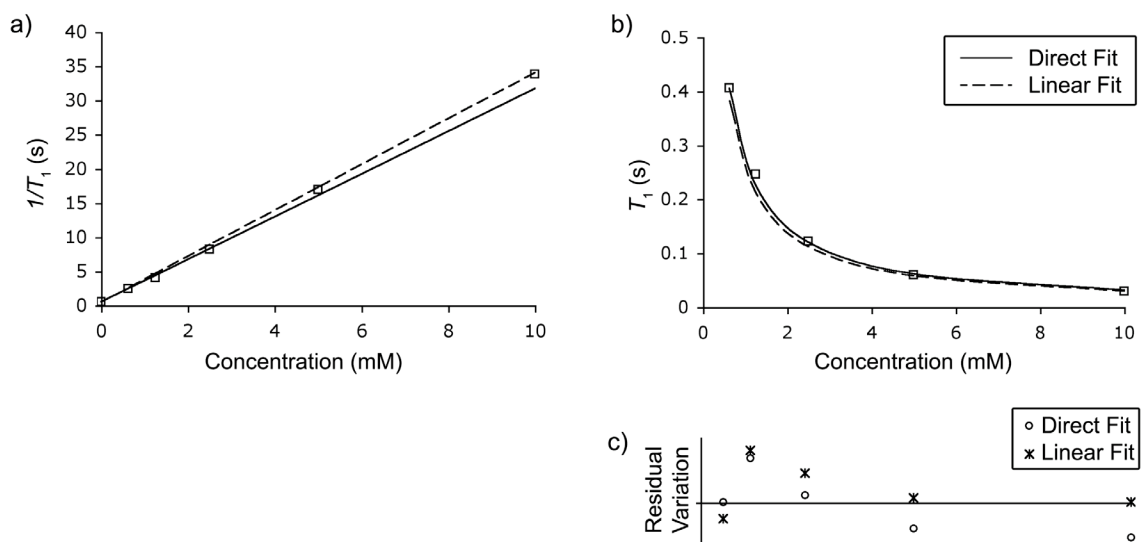 a)
1/T1 (s)
40
35
30
25
20
15
10
5
0
0 2 4 6 8 10
Concentration (mM)
b)
T1 (s)
0.5
0.4
0.3
0.2
0.1
0
0 2 4 6 8 10
Concentration (mM)
Direct Fit
Linear Fit
c)
Residual
Variation
Direct Fit
Linear Fit